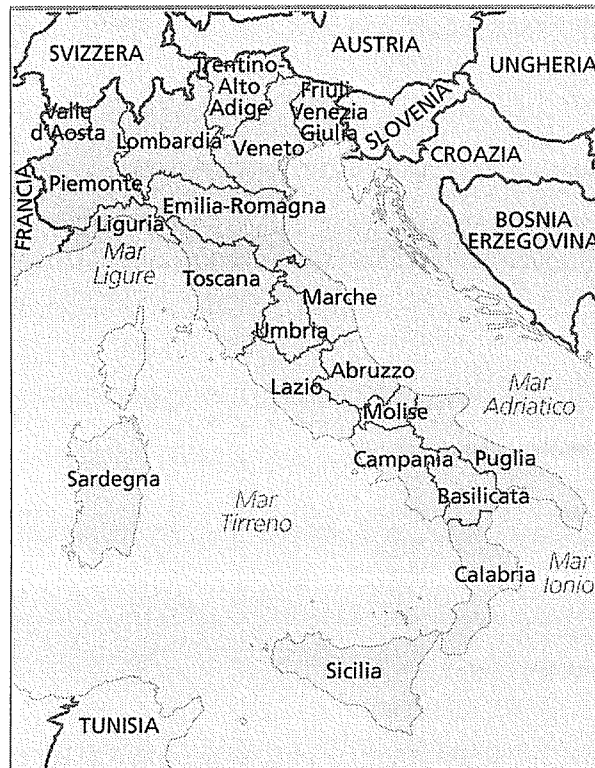 SVIZZERA
AUSTRIA
UNGHERIA
Trentino-
Alto
Adige
Friuli
Venezia
Giulia
SLOVENIA
Valle
d'Aosta
Lombardia
Veneto
CROAZIA
FRANCIA
Piemonte
Emilia-Romagna
Liguria
BOSNIA
ERZEGOVINA
Mar
Ligure
Toscana
Marche
Umbria
Abruzzo
Lazio
Mar
Adriatico
Molise
Campania
Puglia
Sardegna
Basilicata
Mar
Tirreno
Calabria
Mar
Ionio
Sicilia
TUNISIA